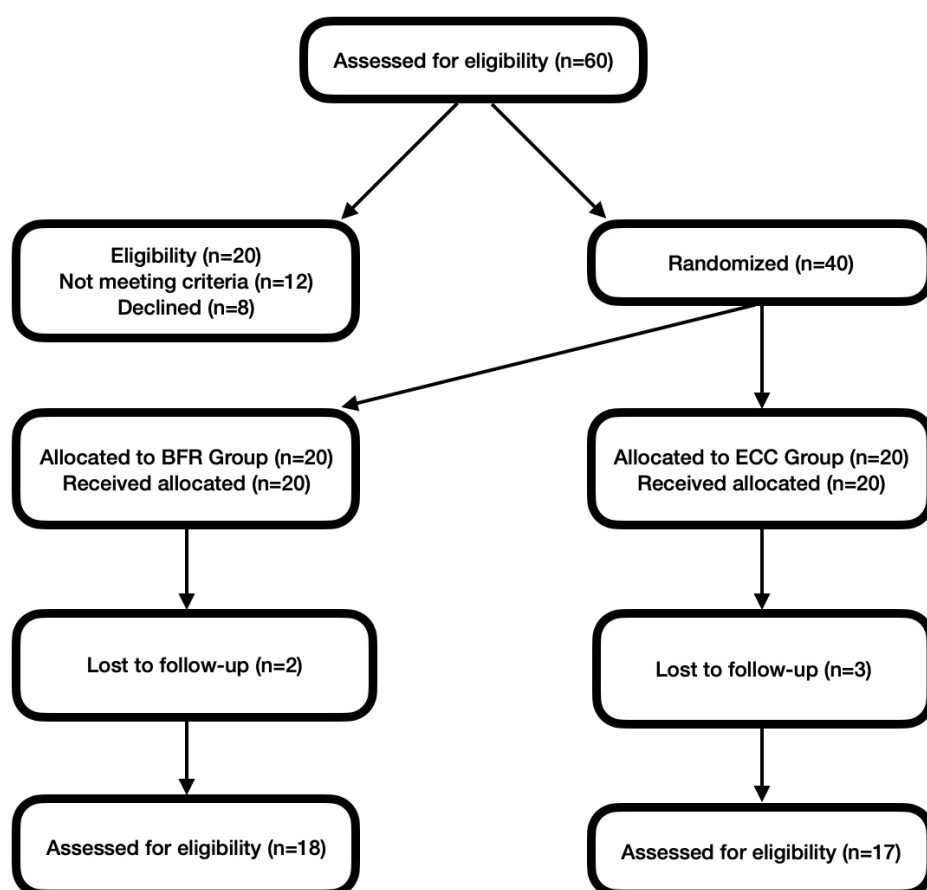 Assessed for eligibility (n=60)
Eligibility (n=20)
Not meeting criteria (n=12)
Declined (n=8)
Randomized (n=40)
Allocated to BFR Group (n=20)
Received allocated (n=20)
Allocated to ECC Group (n=20)
Received allocated (n=20)
Lost to follow-up (n=2)
Lost to follow-up (n=3)
Assessed for eligibility (n=18)
Assessed for eligibility (n=17)